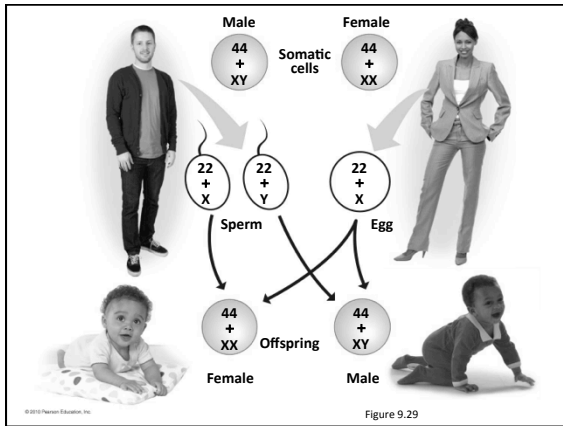 Male
Female
44
+
XY
Somatic
cells
44
+
XX
22
+
X
22
+
Y
22
+
X
Sperm
Egg
44
+
XX
Offspring
44
+
XY
Female
Male
© 2010 Pearson Education, Inc.
Figure 9.29